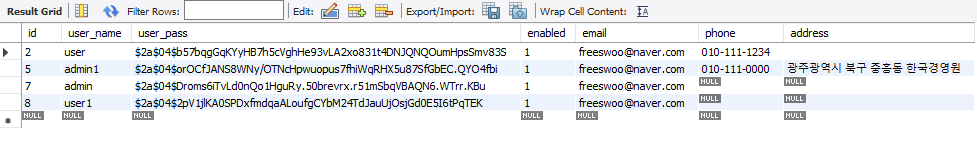 Result Grid Filter Rows: Edit: Export/Import: Wrap Cell Content:
id user_name user_pass enabled email phone address
2 user $2a$04$b57bqgGqKYyHB7h5cVghHe93vLA2xo831t4DNJQNQOumHpsSmv83S 1 freeswoo@naver.com 010-111-1234
5 admin1 $2a$04$orOCfJANS8WNy/OTNcHpwuopus7fhiWqRHX5u87SfGbEC.QYO4fbi 1 freeswoo@naver.com 010-111-0000 광주광역시 북구 중흥동 한국경영원
7 admin $2a$04$Droms6iTvLd0nQo1HguRy.50brevrx.r51mSbqVBAQN6.WTrr.KBu 1 freeswoo@naver.com NULL NULL
8 user1 $2a$04$2pV1jlKA0SPDxfmdqaALoufgCYbM24TdJauUjOsjGd0E5I6tPqTEK 1 freeswoo@naver.com NULL NULL
NULL NULL NULL NULL NULL NULL NULL